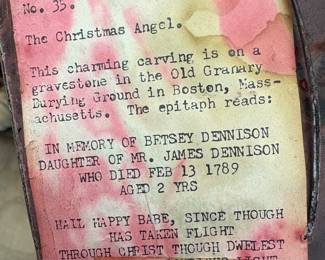 No. 35.
The Christmas Angel.
This charming carving is on a
gravestone in the Old Granary
Burying Ground in Boston, Mass-
achusetts. The epitaph reads:
IN MEMORY OF BETSEY DENNISON
DAUGHTER OF MR. JAMES DENNISON
WHO DIED FEB 13 1789
AGED 2 YRS
HAIL HAPPY BABE, SINCE THOUGH
HAS TAKEN FLIGHT
THROUGH CHRIST THOUGH DWELEST
LIGHT